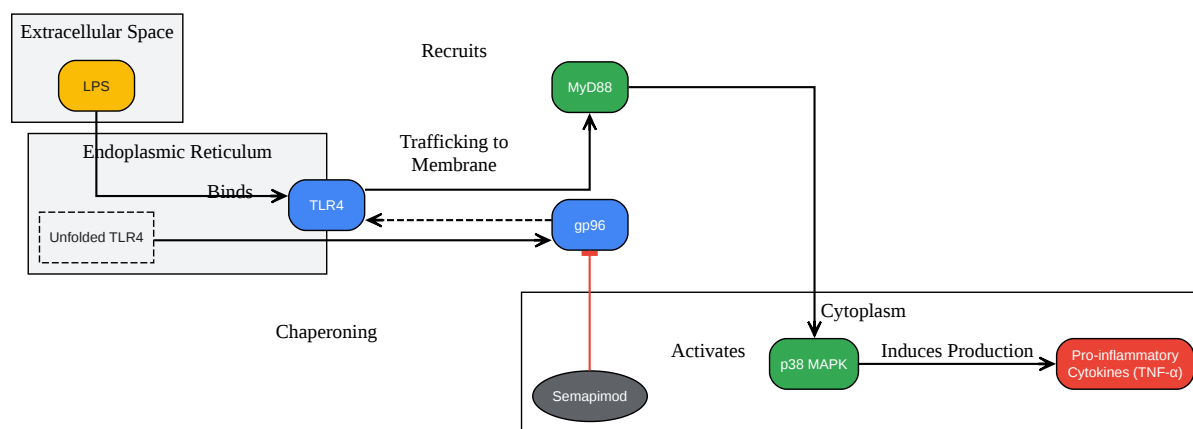 Extracellular Space
LPS
Recruits
MyD88
Endoplasmic Reticulum
Trafficking to
Membrane
Binds
TLR4
Unfolded TLR4
gp96
Chaperoning
Cytoplasm
Activates
p38 MAPK
Induces Production
Pro-inflammatory
Cytokines (TNF-α)
Semapimod